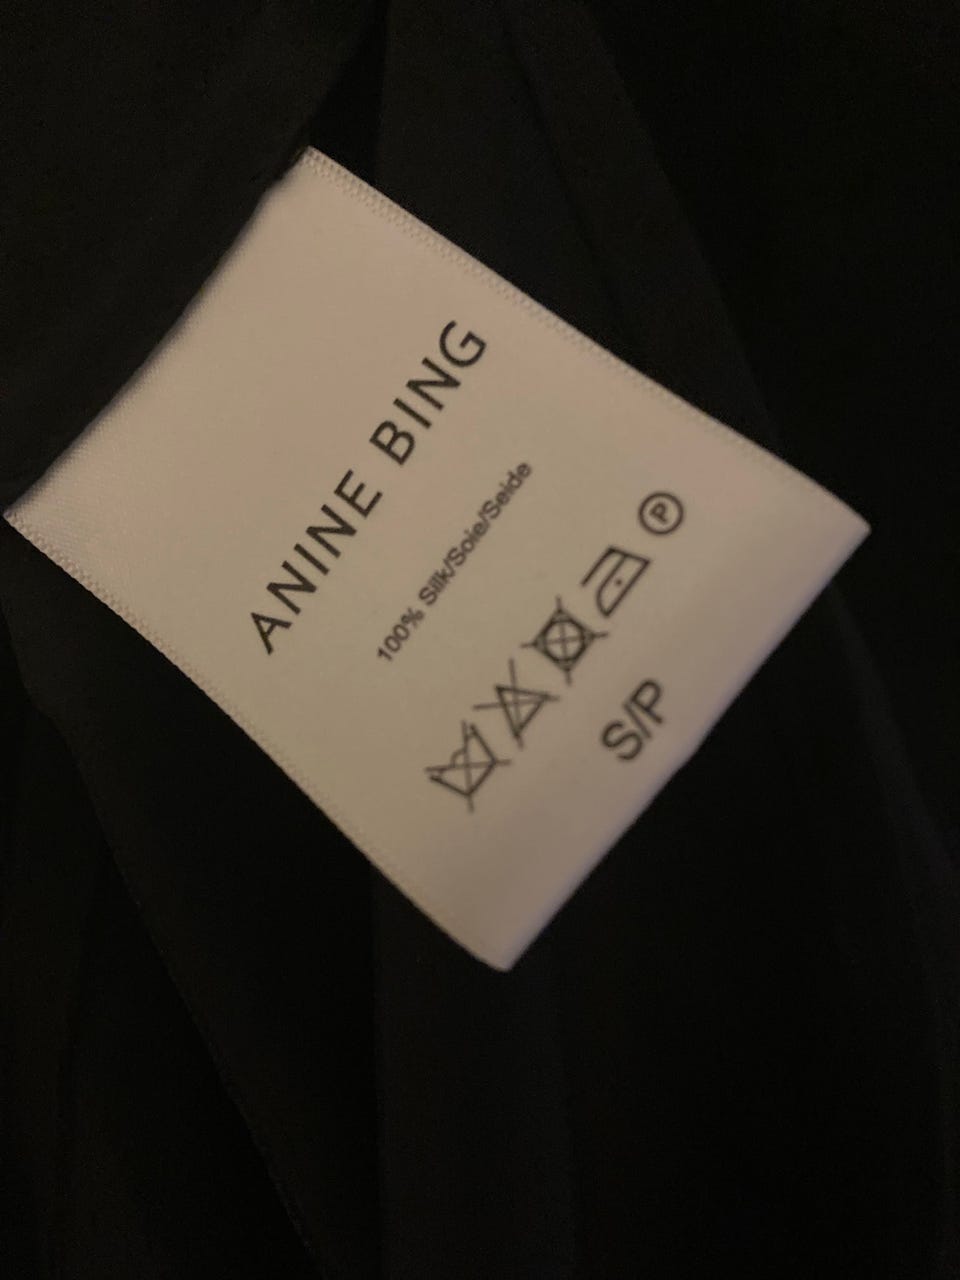 ANINE BING
100% Silk/Soie/Seide
P
S/P